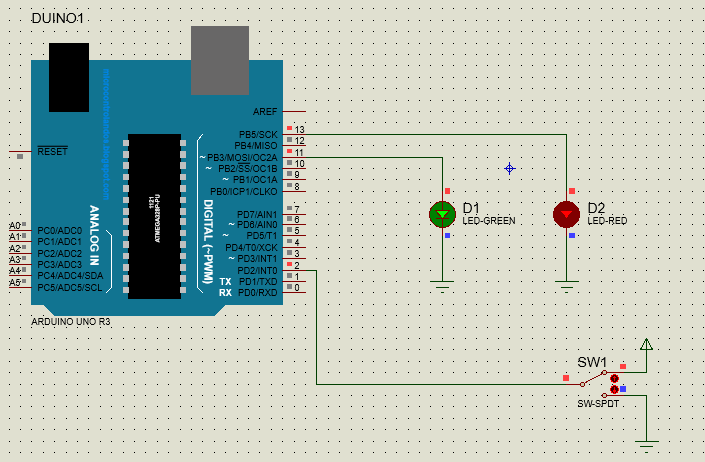 DUINO1
AREF
13
PB5/SCK
12
PB4/MISO
11
~ PB3/MOSI/OC2A
10
~ PB2/SS/OC1B
9
~ PB1/OC1A
8
PB0/ICP1/CLKO
7
PD7/AIN1
6
~ PD6/AIN0
5
~ PD5/T1
4
PD4/T0/XCK
3
~ PD3/INT1
2
PD2/INT0
1
TX PD1/TXD
0
RX PD0/RXD
RESET
DIGITAL (~PWM)
ANALOG IN
1121
ATMEGA328P-PU
A0 PC0/ADC0
A1 PC1/ADC1
A2 PC2/ADC2
A3 PC3/ADC3
A4 PC4/ADC4/SDA
A5 PC5/ADC5/SCL
ARDUINO UNO R3
D1
LED-GREEN
D2
LED-RED
SW1
SW-SPDT